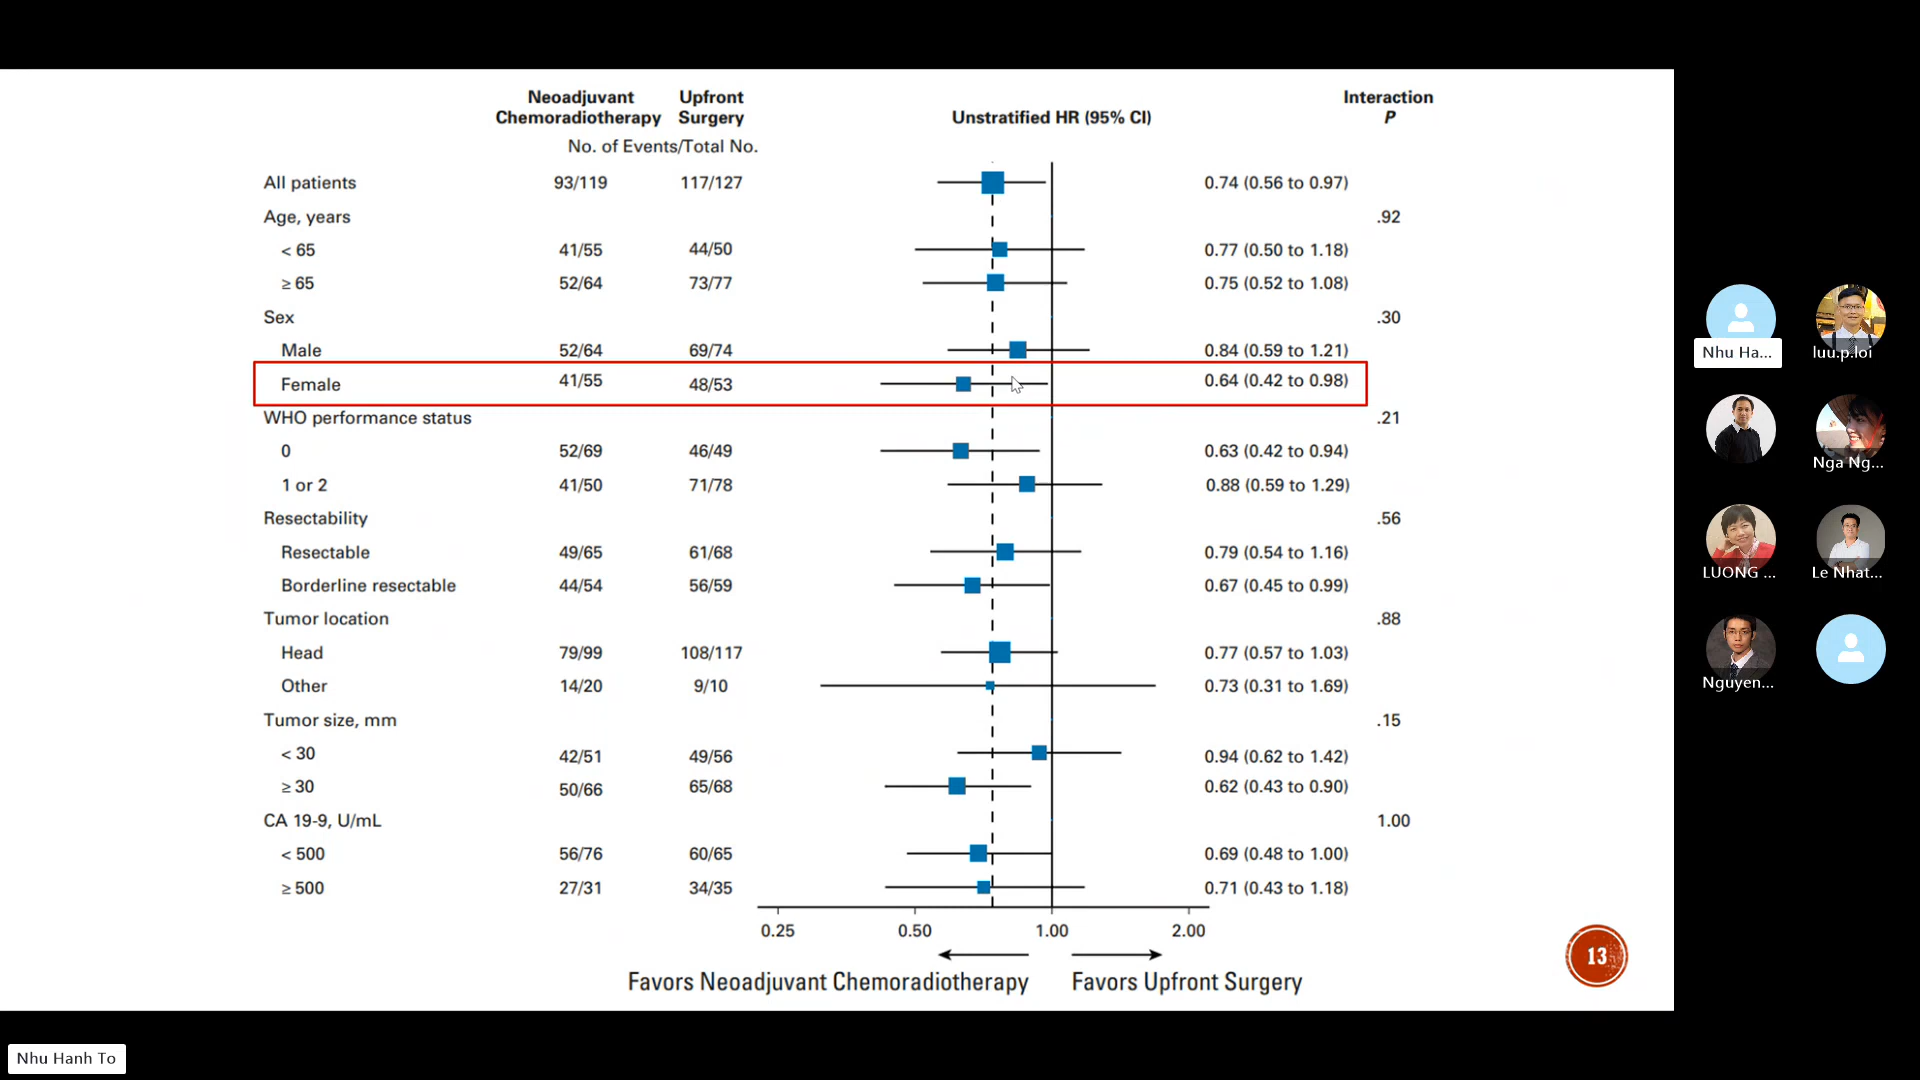 Neoadjuvant Chemoradiotherapy Upfront Surgery Unstratified HR (95% CI) Interaction P
No. of Events/Total No.
All patients 93/119 117/127 0.74 (0.56 to 0.97)
Age, years .92
< 65 41/55 44/50 0.77 (0.50 to 1.18)
≥ 65 52/64 73/77 0.75 (0.52 to 1.08)
Sex .30
Male 52/64 69/74 0.84 (0.59 to 1.21)
Female 41/55 48/53 0.64 (0.42 to 0.98)
WHO performance status .21
0 52/69 46/49 0.63 (0.42 to 0.94)
1 or 2 41/50 71/78 0.88 (0.59 to 1.29)
Resectability .56
Resectable 49/65 61/68 0.79 (0.54 to 1.16)
Borderline resectable 44/54 56/59 0.67 (0.45 to 0.99)
Tumor location .88
Head 79/99 108/117 0.77 (0.57 to 1.03)
Other 14/20 9/10 0.73 (0.31 to 1.69)
Tumor size, mm .15
< 30 42/51 49/56 0.94 (0.62 to 1.42)
≥ 30 50/66 65/68 0.62 (0.43 to 0.90)
CA 19-9, U/mL 1.00
< 500 56/76 60/65 0.69 (0.48 to 1.00)
≥ 500 27/31 34/35 0.71 (0.43 to 1.18)
0.25 0.50 1.00 2.00
Favors Neoadjuvant Chemoradiotherapy Favors Upfront Surgery
13
Nhu Ha... luu.p.loi
Nga Ng...
LUONG ... Le Nhat...
Nguyen...
Nhu Hanh To